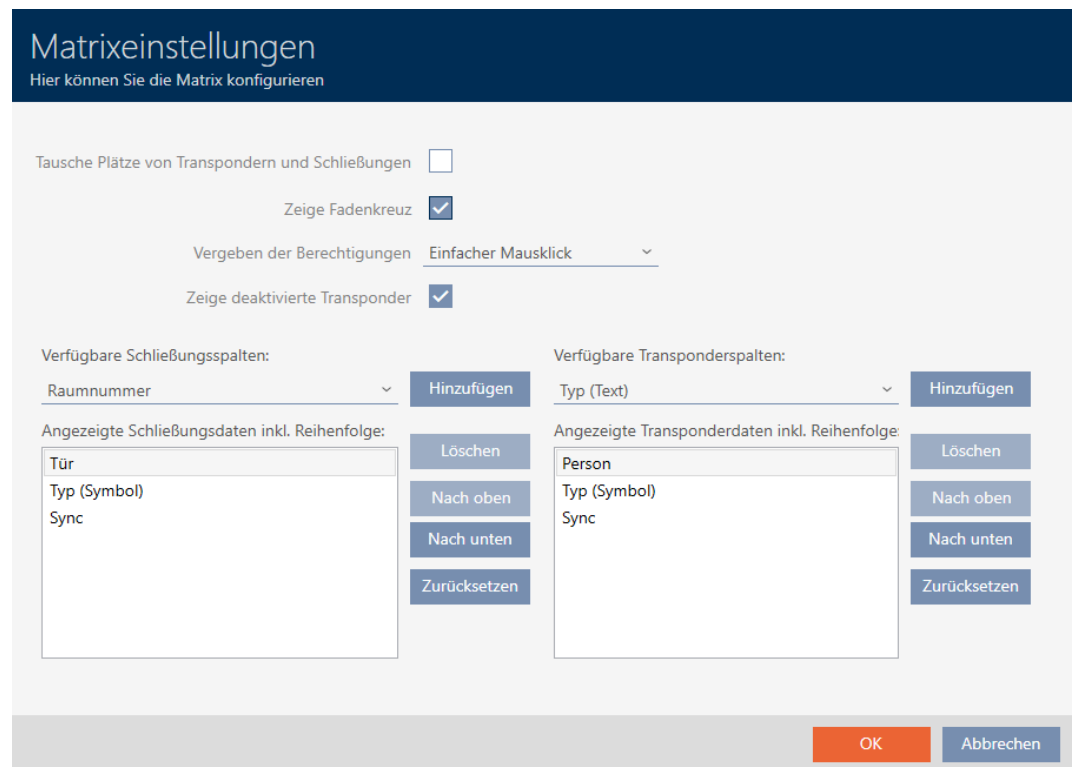 Matrixeinstellungen
Hier können Sie die Matrix konfigurieren
Tausche Plätze von Transpondern und Schließungen
Zeige Fadenkreuz
Vergeben der Berechtigungen Einfacher Mausklick
Zeige deaktivierte Transponder
Verfügbare Schließungsspalten:
Raumnummer Hinzufügen
Angezeigte Schließungsdaten inkl. Reihenfolge:
Tür
Typ (Symbol)
Sync
Löschen
Nach oben
Nach unten
Zurücksetzen
Verfügbare Transponderspalten:
Typ (Text) Hinzufügen
Angezeigte Transponderdaten inkl. Reihenfolge:
Person
Typ (Symbol)
Sync
Löschen
Nach oben
Nach unten
Zurücksetzen
OK Abbrechen